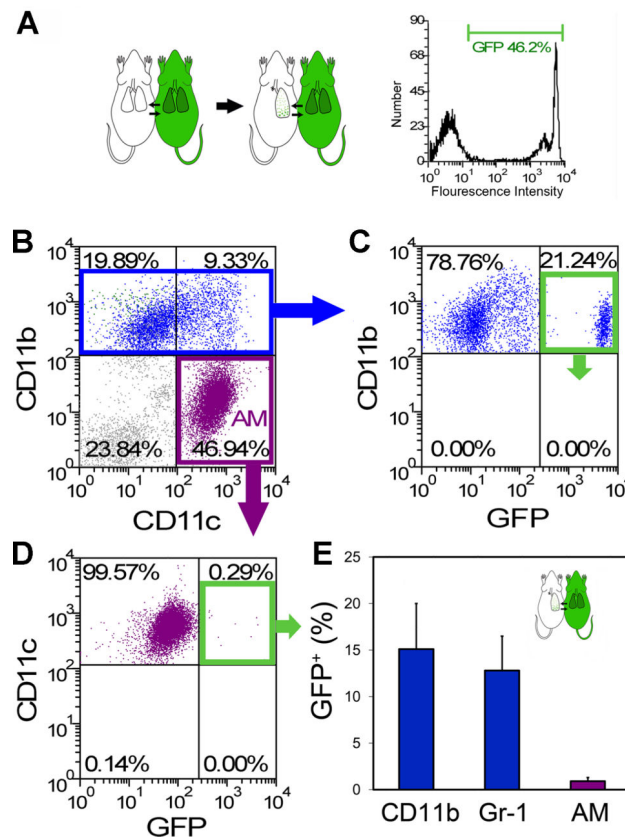 A
GFP 46.2%
90
68
45
23
0
Number
10⁰ 10¹ 10² 10³ 10⁴
Flourescence Intensity
B
10⁴
10³
10²
10¹
10⁰
CD11b
19.89% 9.33%
AM
23.84% 46.94%
10⁰ 10¹ 10² 10³ 10⁴
CD11c
C
10⁴
10³
10²
10¹
10⁰
CD11b
78.76% 21.24%
0.00% 0.00%
10⁰ 10¹ 10² 10³ 10⁴
GFP
D
10⁴
10³
10²
10¹
10⁰
CD11c
99.57% 0.29%
0.14% 0.00%
10⁰ 10¹ 10² 10³ 10⁴
GFP
E
25
20
15
10
5
0
GFP⁺ (%)
CD11b Gr-1 AM